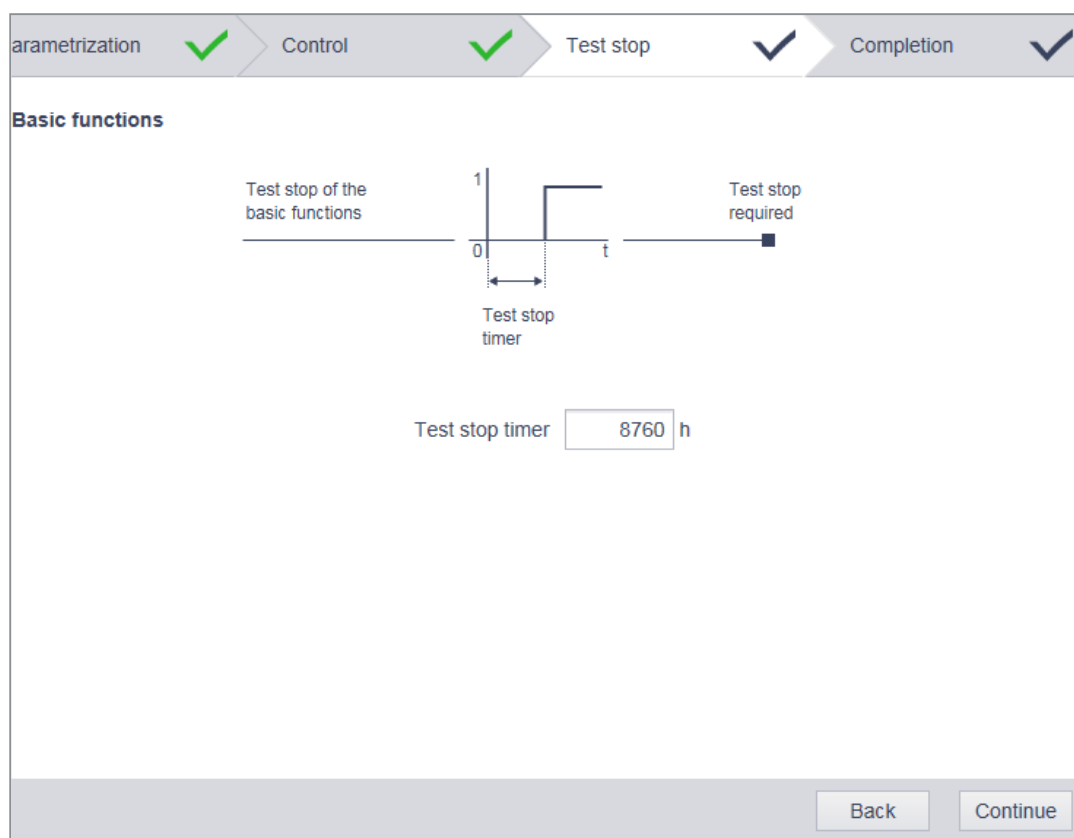 arametrization
Control
Test stop
Completion
Basic functions
Test stop of the
basic functions
1
0
t
Test stop
timer
Test stop
required
Test stop timer 8760 h
Back
Continue